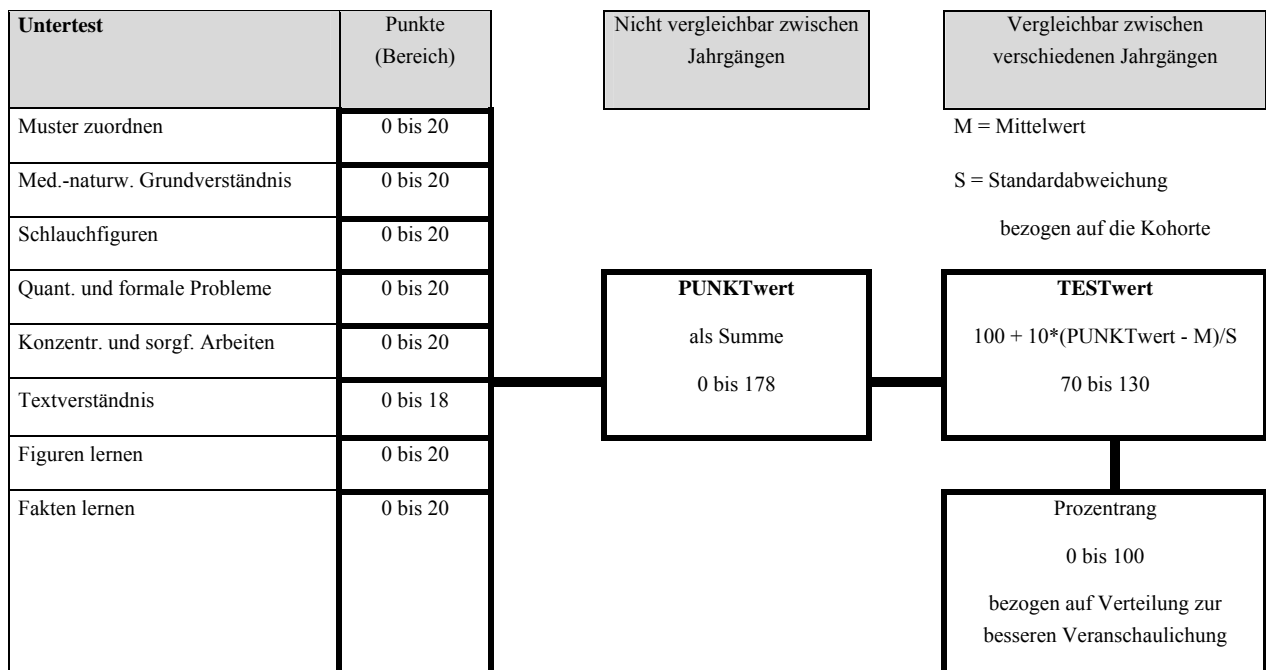 Untertest
Punkte
(Bereich)
Nicht vergleichbar zwischen
Jahrgängen
Vergleichbar zwischen
verschiedenen Jahrgängen
Muster zuordnen
0 bis 20
M = Mittelwert
Med.-naturw. Grundverständnis
0 bis 20
S = Standardabweichung
Schlauchfiguren
0 bis 20
bezogen auf die Kohorte
Quant. und formale Probleme
0 bis 20
PUNKTwert
TESTwert
Konzentr. und sorgf. Arbeiten
0 bis 20
als Summe
100 + 10*(PUNKTwert - M)/S
Textverständnis
0 bis 18
0 bis 178
70 bis 130
Figuren lernen
0 bis 20
Fakten lernen
0 bis 20
Prozentrang
0 bis 100
bezogen auf Verteilung zur
besseren Veranschaulichung